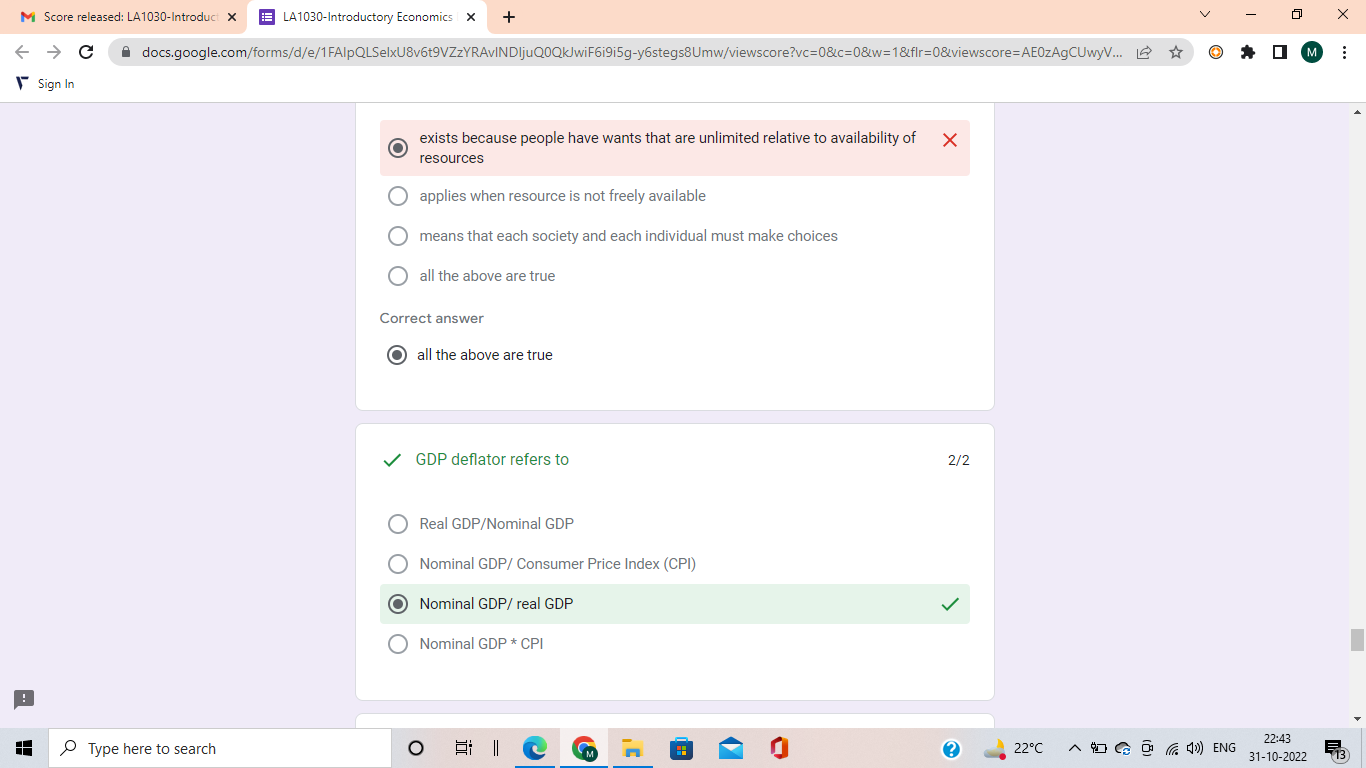 Score released: LA1030-Introduct
LA1030-Introductory Economics
docs.google.com/forms/d/e/1FAIpQLSelxU8v6t9VZzYRAvINDIjuQ0QkJwiF6i9i5g-y6stegs8Umw/viewscore?vc=0&c=0&w=1&flr=0&viewscore=AE0zAgCUwyV...
M
Sign In
exists because people have wants that are unlimited relative to availability of
resources
applies when resource is not freely available
means that each society and each individual must make choices
all the above are true
Correct answer
all the above are true
GDP deflator refers to
2/2
Real GDP/Nominal GDP
Nominal GDP/ Consumer Price Index (CPI)
Nominal GDP/ real GDP
Nominal GDP * CPI
Type here to search
M
22°C
ENG
22:43
31-10-2022
13